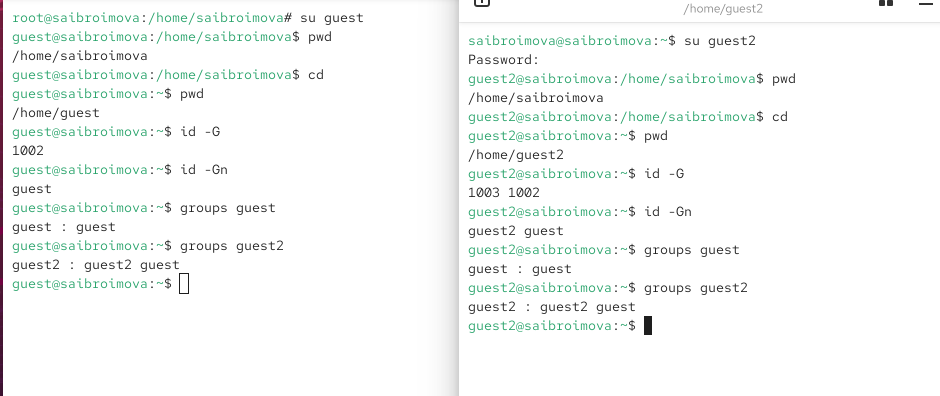 root@saibroimova:/home/saibroimova# su guest
guest@saibroimova:/home/saibroimova$ pwd
/home/saibroimova
guest@saibroimova:/home/saibroimova$ cd
guest@saibroimova:~$ pwd
/home/guest
guest@saibroimova:~$ id -G
1002
guest@saibroimova:~$ id -Gn
guest
guest@saibroimova:~$ groups guest
guest : guest
guest@saibroimova:~$ groups guest2
guest2 : guest2 guest
guest@saibroimova:~$
/home/guest2
saibroimova@saibroimova:~$ su guest2
Password:
guest2@saibroimova:/home/saibroimova$ pwd
/home/saibroimova
guest2@saibroimova:/home/saibroimova$ cd
guest2@saibroimova:~$ pwd
/home/guest2
guest2@saibroimova:~$ id -G
1003 1002
guest2@saibroimova:~$ id -Gn
guest2 guest
guest2@saibroimova:~$ groups guest
guest : guest
guest2@saibroimova:~$ groups guest2
guest2 : guest2 guest
guest2@saibroimova:~$